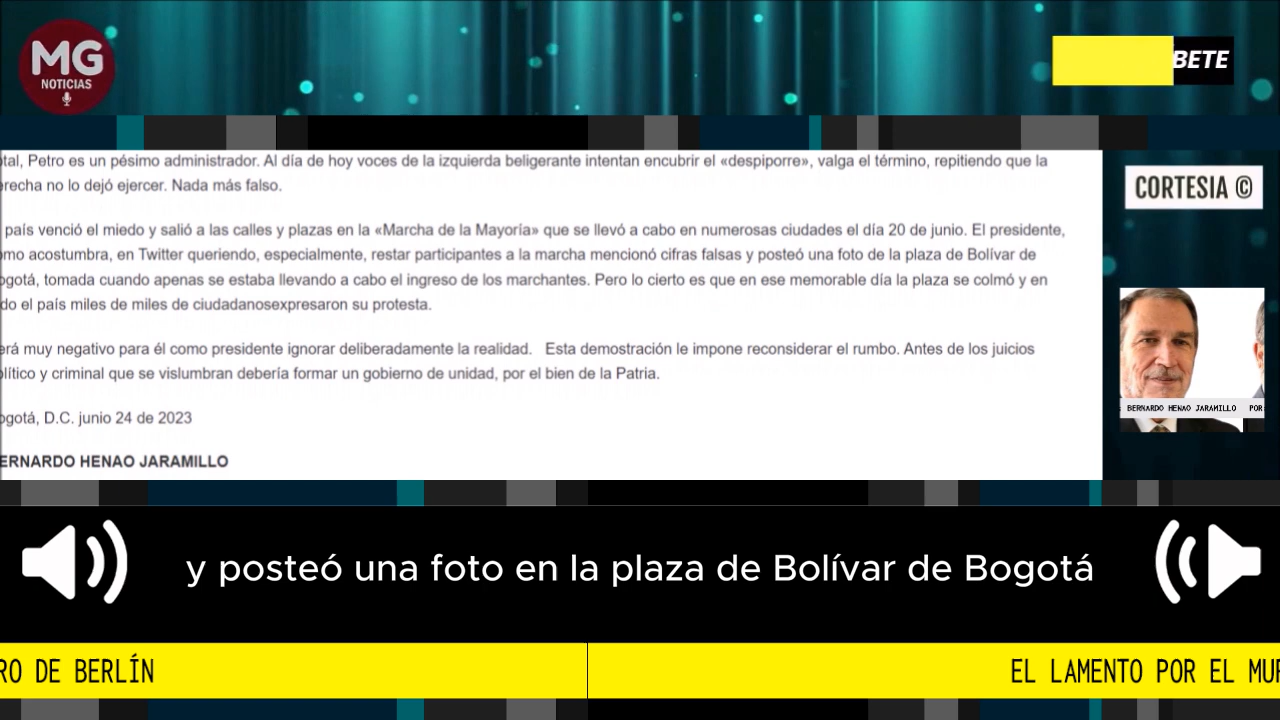 MG
NOTICIAS
BETE
tal, Petro es un pésimo administrador. Al día de hoy voces de la izquierda beligerante intentan encubrir el «despiporre», valga el término, repitiendo que la
recha no lo dejó ejercer. Nada más falso.
país venció el miedo y salió a las calles y plazas en la «Marcha de la Mayoría» que se llevó a cabo en numerosas ciudades el día 20 de junio. El presidente,
mo acostumbra, en Twitter queriendo, especialmente, restar participantes a la marcha mencionó cifras falsas y posteó una foto de la plaza de Bolívar de
ogotá, tomada cuando apenas se estaba llevando a cabo el ingreso de los marchantes. Pero lo cierto es que en ese memorable día la plaza se colmó y en
do el país miles de miles de ciudadanosexpresaron su protesta.
erá muy negativo para él como presidente ignorar deliberadamente la realidad. Esta demostración le impone reconsiderar el rumbo. Antes de los juicios
olítico y criminal que se vislumbran debería formar un gobierno de unidad, por el bien de la Patria.
ogotá, D.C. junio 24 de 2023
ERNARDO HENAO JARAMILLO
CORTESIA ©
BERNARDO HENAO JARAMILLO POR
y posteó una foto en la plaza de Bolívar de Bogotá
RO DE BERLÍN
EL LAMENTO POR EL MUR